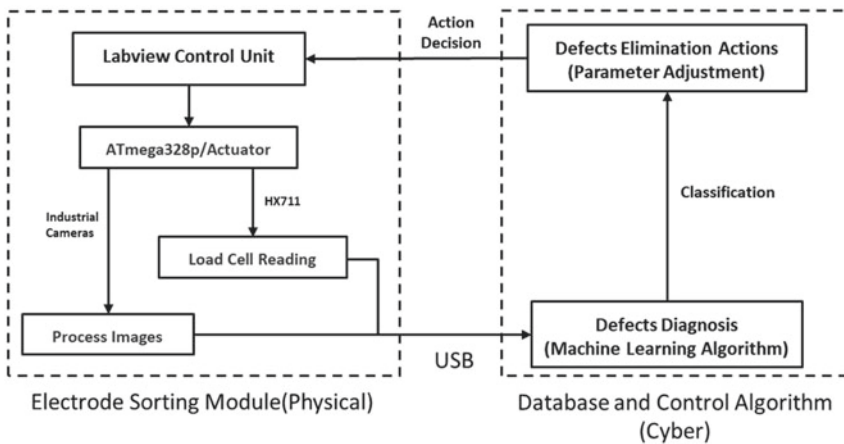 Action
Decision
Labview Control Unit
Defects Elimination Actions
(Parameter Adjustment)
ATmega328p/Actuator
Industrial
Cameras
HX711
Classification
Load Cell Reading
Process Images
Defects Diagnosis
(Machine Learning Algorithm)
USB
Electrode Sorting Module(Physical)
Database and Control Algorithm
(Cyber)